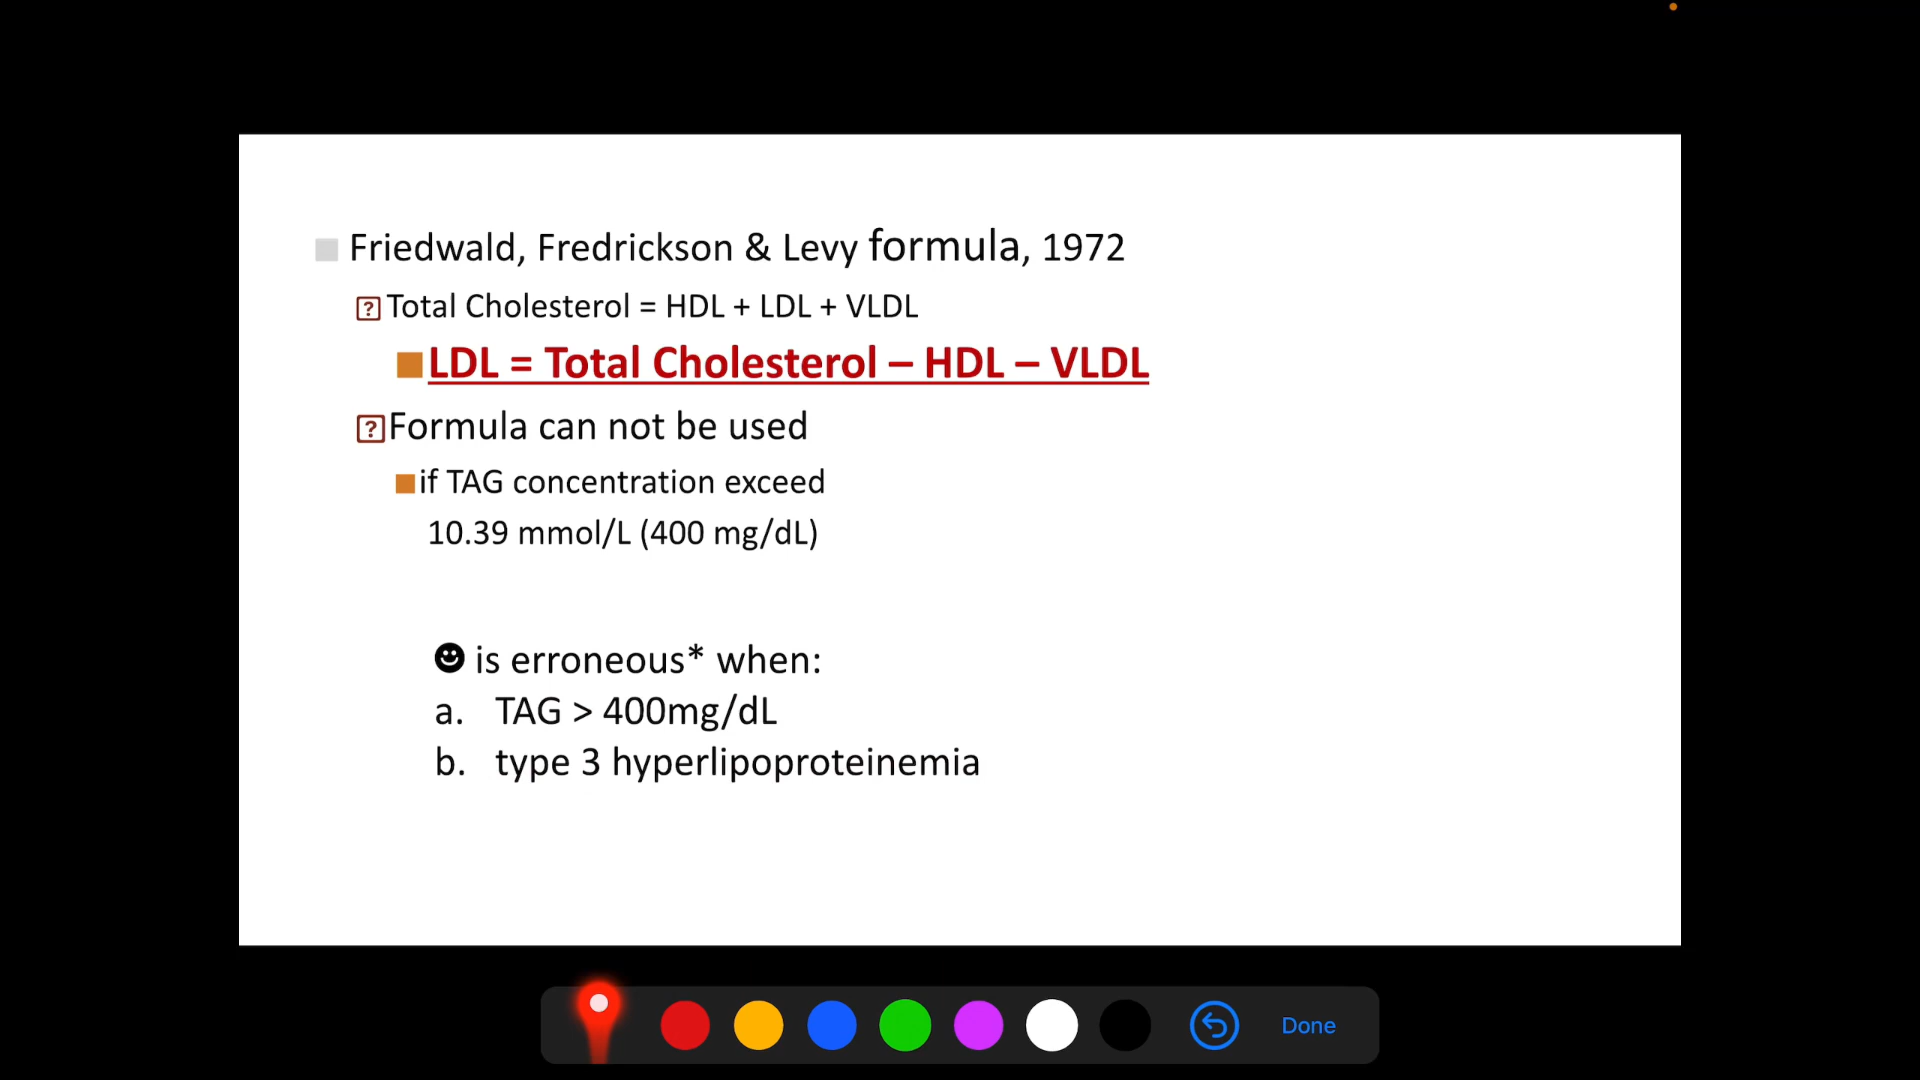 Friedwald, Fredrickson & Levy formula, 1972
Total Cholesterol = HDL + LDL + VLDL
LDL = Total Cholesterol – HDL – VLDL
Formula can not be used
if TAG concentration exceed
10.39 mmol/L (400 mg/dL)
☻ is erroneous* when:
a. TAG > 400mg/dL
b. type 3 hyperlipoproteinemia
Done